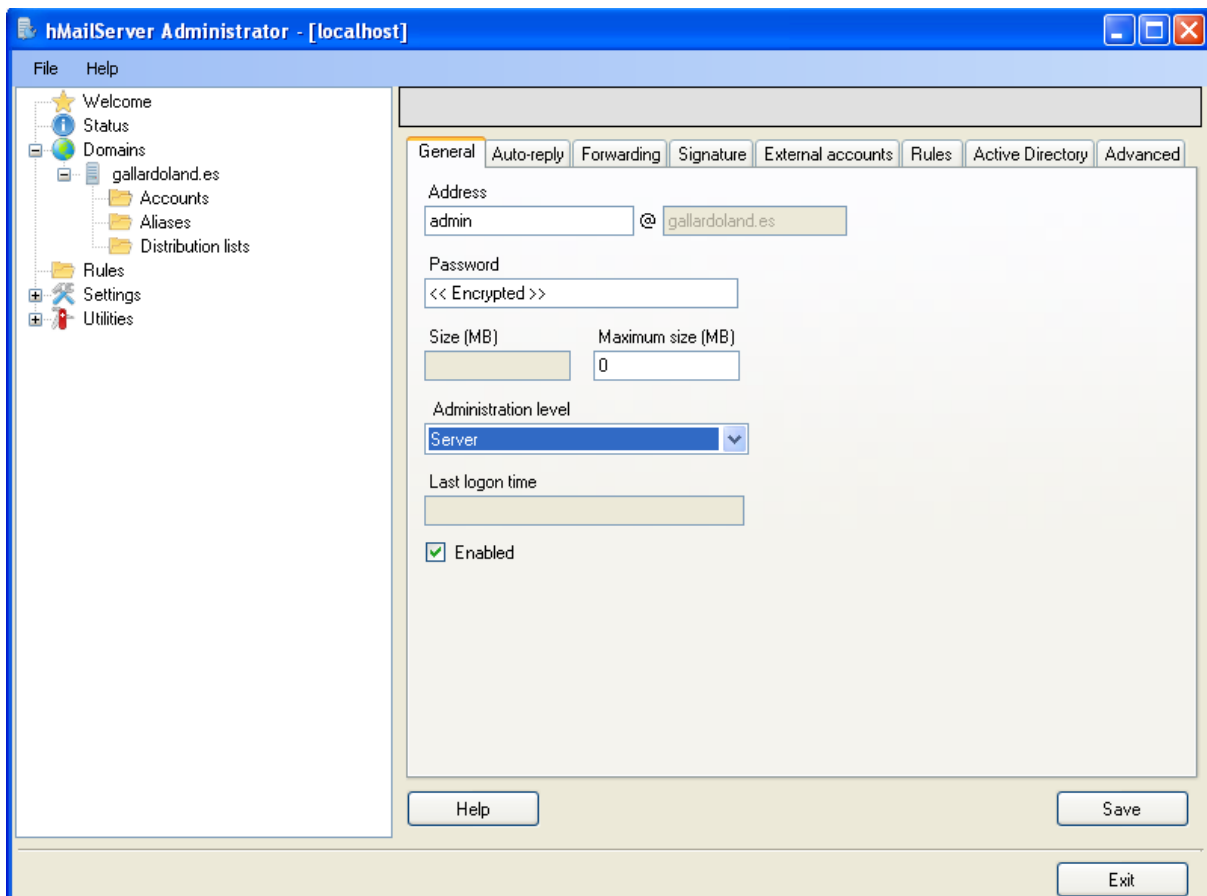 hMailServer Administrator - [localhost]
File Help
Welcome
Status
Domains
gallardoland.es
Accounts
Aliases
Distribution lists
Rules
Settings
Utilities
General Auto-reply Forwarding Signature External accounts Rules Active Directory Advanced
Address
admin @ gallardoland.es
Password
<< Encrypted >>
Size (MB) Maximum size (MB)
0
Administration level
Server
Last logon time
Enabled
Help Save
Exit